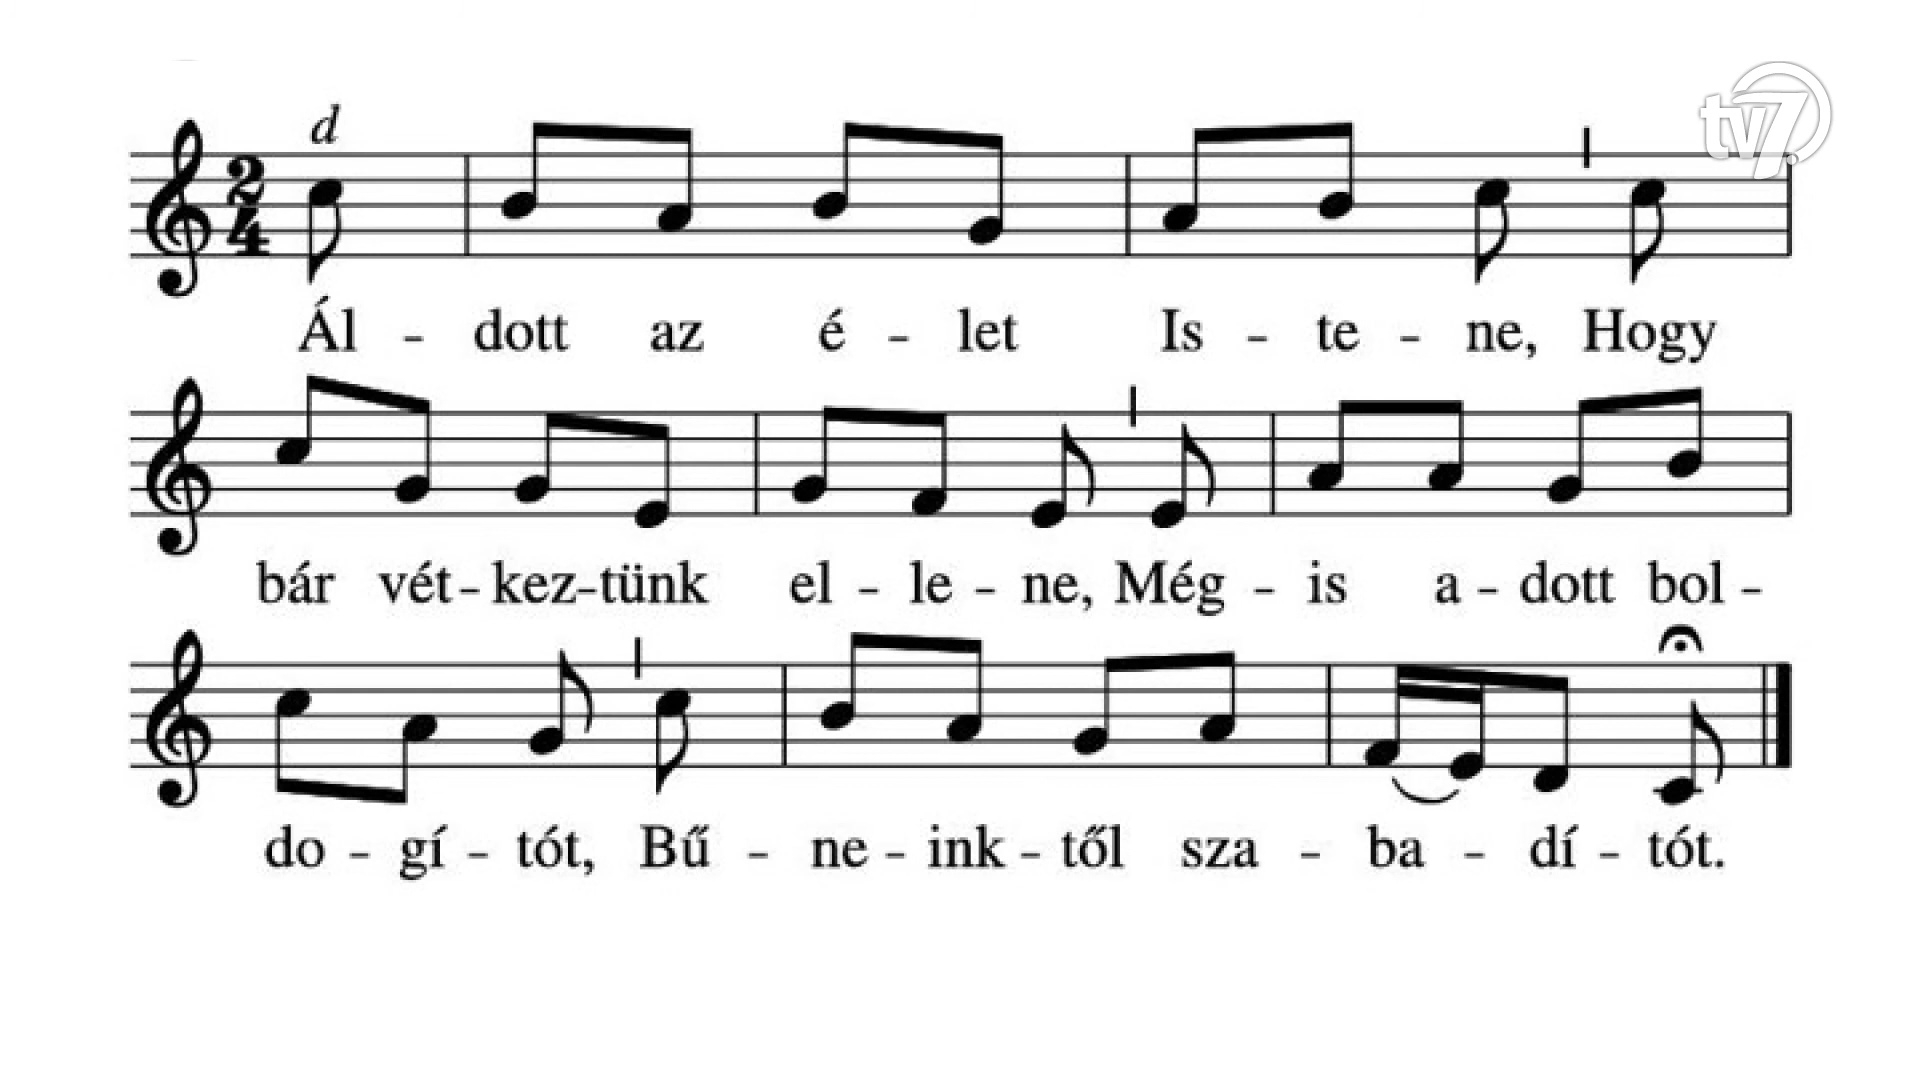 tv7.
d
2
4
Ál - dott az é - let Is - te - ne, Hogy
bár vét - kez - tünk el - le - ne, Még - is a - dott bol -
do - gí - tót, Bű - ne - ink - től sza - ba - dí - tót.